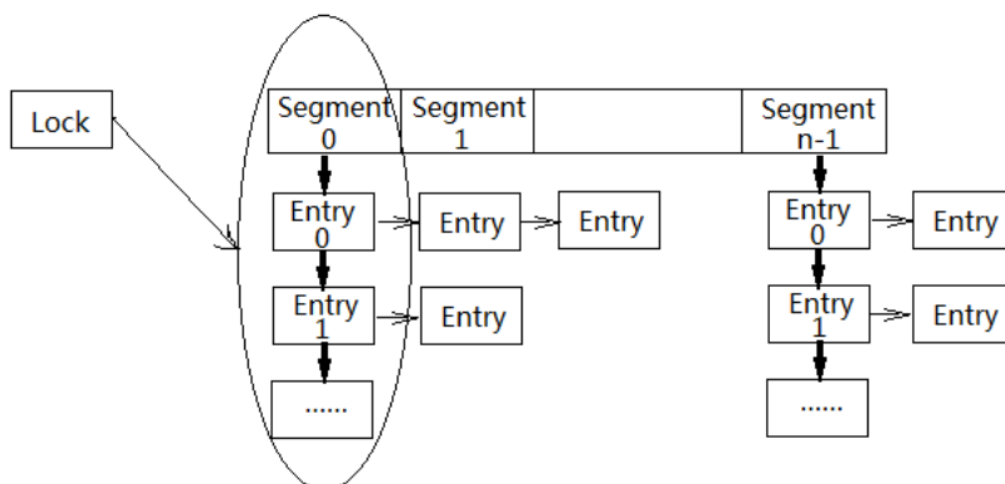 Lock
Segment
0
Segment
1
Segment
n-1
Entry
0
Entry
Entry
Entry
0
Entry
Entry
1
Entry
Entry
1
Entry
......
......